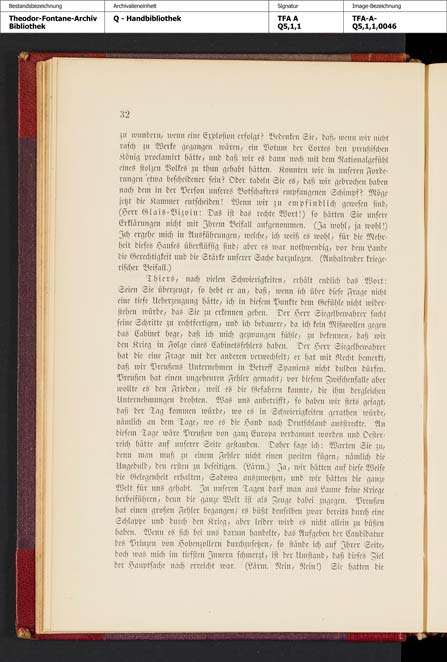 Bestandsbezeichnung
Theodor-Fontane-Archiv
Bibliothek
Archivalieneinheit
Q - Handbibliothek
Signatur
TFA A
Q5,1,1
Image-Bezeichnung
TFA-A-
Q5,1,1,0046
32
zu wundern, wenn eine Explosion erfolgt? Bedenken Sie, daß, wenn wir nicht
rasch zu Werke gegangen wären, ein Votum der Cortes den preußischen
König proclamirt hätte, und daß wir es dann noch mit dem Nationalgefühl
eines stolzen Volkes zu thun gehabt hätten. Konnten wir in unseren Forde-
rungen etwa bescheidener sein? Oder tadeln Sie es, daß wir gebrochen haben
nach dem in der Person unseres Botschafters empfangenen Schimpf? Möge
jetzt die Kammer entscheiden! Wenn wir zu empfindlich gewesen sind,
(Herr Glais-Bizoin: Das ist das rechte Wort!) so hätten Sie unsere
Erklärungen nicht mit Ihrem Beifall aufgenommen. (Ja wohl, ja wohl!)
Ich ergehe mich in Ausführungen, welche, ich weiß es wohl, für die Mehr-
heit dieses Hauses überflüssig sind; aber es war nothwendig, vor dem Lande
die Gerechtigkeit und die Stärke unserer Sache darzulegen. (Anhaltender kriege-
rischer Beifall.)
Thiers, nach vielen Schwierigkeiten, erhält endlich das Wort:
Seien Sie überzeugt, so hebt er an, daß, wenn ich über diese Frage nicht
eine tiefe Ueberzeugung hätte, ich in diesem Punkte dem Gefühle nicht wider-
stehen würde, das Sie zu erkennen geben. Der Herr Siegelbewahrer sucht
seine Schritte zu rechtfertigen, und ich bedauere, da ich kein Mißwollen gegen
das Cabinet hege, daß ich mich gezwungen fühle, zu bekennen, daß wir
den Krieg in Folge eines Cabinetsfehlers haben. Der Herr Siegelbewahrer
hat die eine Frage mit der anderen verwechselt; er hat mit Recht bemerkt,
daß wir Preußens Unternehmen in Betreff Spaniens nicht dulden dürfen.
Preußen hat einen ungeheuren Fehler gemacht; vor diesem Zwischenfalle aber
wollte es den Frieden, weil es die Gefahren kannte, die ihm dergleichen
Unternehmungen drohten. Was uns anbetrifft, so haben wir stets gesagt,
daß der Tag kommen würde, wo es in Schwierigkeiten gerathen würde,
nämlich an dem Tage, wo es die Hand nach Deutschland ausstreckte. An
diesem Tage wäre Preußen von ganz Europa verdammt worden und Oester-
reich hätte auf unserer Seite gestanden. Daher sage ich: Warten Sie zu,
denn man muß zu einem Fehler nicht einen zweiten fügen, nämlich die
Ungeduld, den ersten zu beseitigen. (Lärm.) Ja, wir hätten auf diese Weise
die Gelegenheit erhalten, Sadowa auszuwetzen, und wir hätten die ganze
Welt für uns gehabt. In unseren Tagen darf man aus Laune keine Kriege
herbeiführen, denn die ganze Welt ist als Zeuge dabei zugegen. Preußen
hat einen großen Fehler begangen; es büßt denselben zwar bereits durch eine
Schlappe und durch den Krieg, aber leider wird es nicht allein zu büßen
haben. Wenn es sich bei uns darum handelte, das Aufgeben der Candidatur
des Prinzen von Hohenzollern durchzusetzen, so stände ich auf Ihrer Seite,
doch was mich im tiefsten Innern schmerzt, ist der Umstand, daß dieses Ziel
der Hauptsache nach erreicht war. (Lärm. Nein, Nein!) Sie hatten die